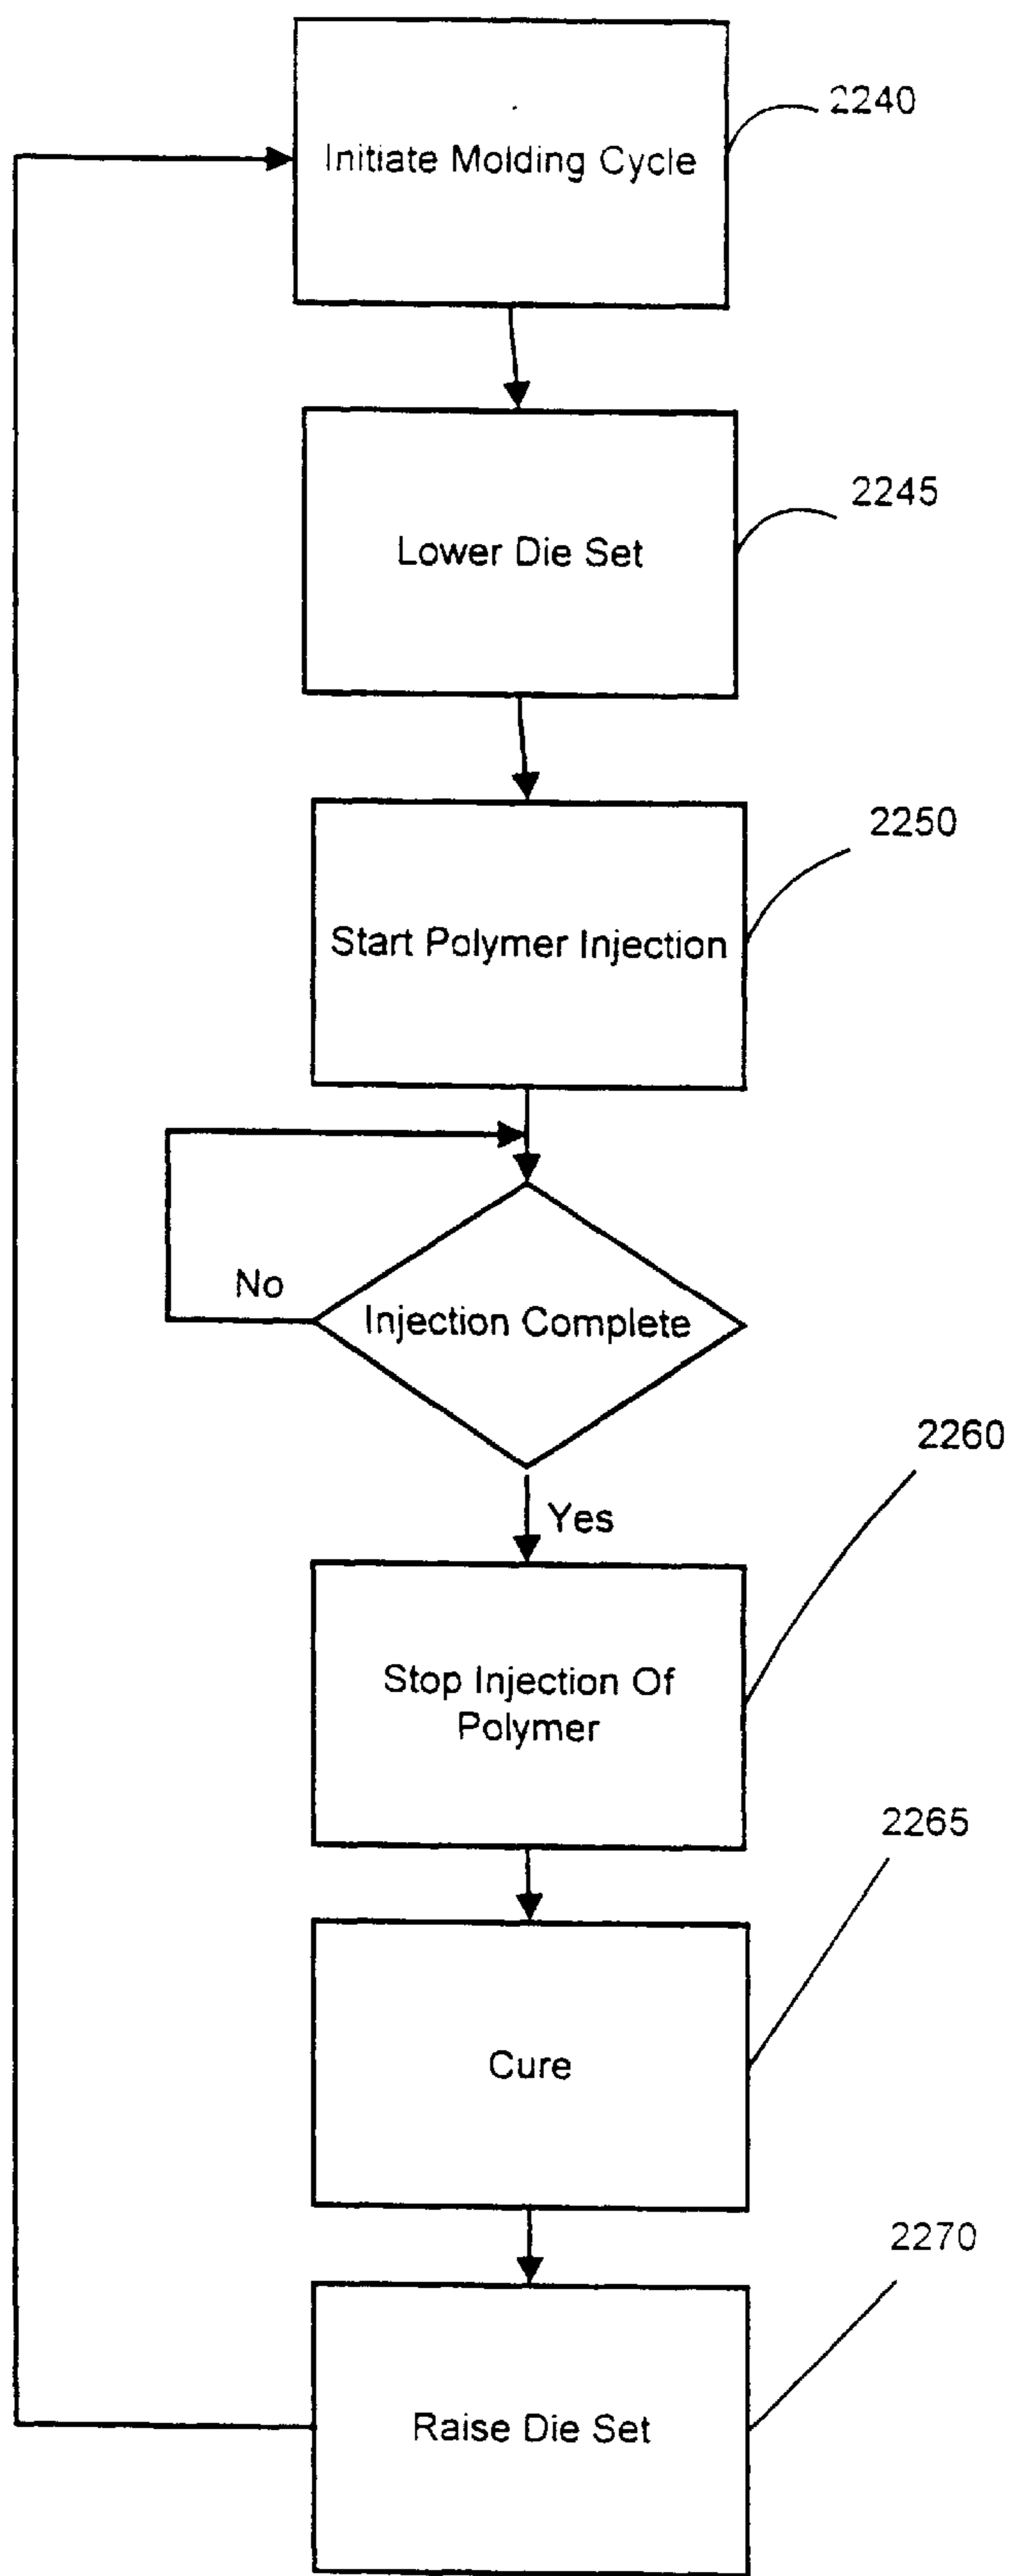 2240
Initiate Molding Cycle
2245
Lower Die Set
2250
Start Polymer Injection
No
Injection Complete
2260
Yes
Stop Injection Of
Polymer
2265
Cure
2270
Raise Die Set